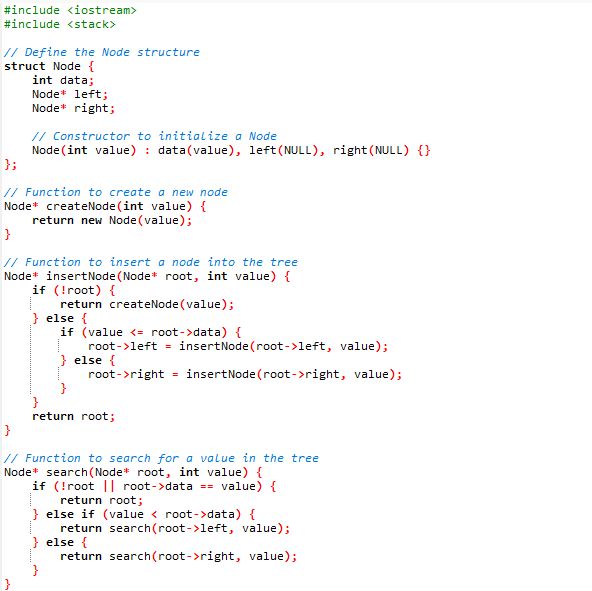 #include <iostream>
#include <stack>

// Define the Node structure
struct Node {
    int data;
    Node* left;
    Node* right;

    // Constructor to initialize a Node
    Node(int value) : data(value), left(NULL), right(NULL) {}
};

// Function to create a new node
Node* createNode(int value) {
    return new Node(value);
}

// Function to insert a node into the tree
Node* insertNode(Node* root, int value) {
    if (!root) {
        return createNode(value);
    } else {
        if (value <= root->data) {
            root->left = insertNode(root->left, value);
        } else {
            root->right = insertNode(root->right, value);
        }
    }
    return root;
}

// Function to search for a value in the tree
Node* search(Node* root, int value) {
    if (!root || root->data == value) {
        return root;
    } else if (value < root->data) {
        return search(root->left, value);
    } else {
        return search(root->right, value);
    }
}